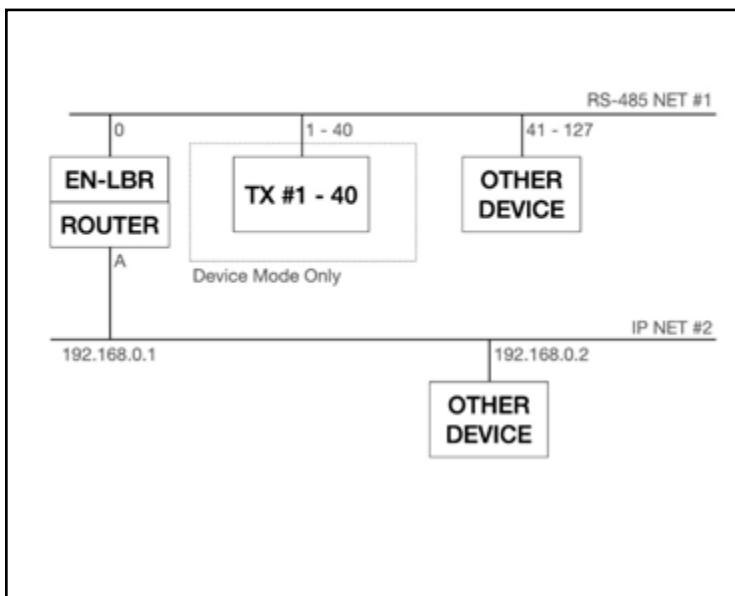 RS-485 NET #1
0
1 - 40
41 - 127
EN-LBR
ROUTER
TX #1 - 40
OTHER
DEVICE
A
Device Mode Only
IP NET #2
192.168.0.1
192.168.0.2
OTHER
DEVICE